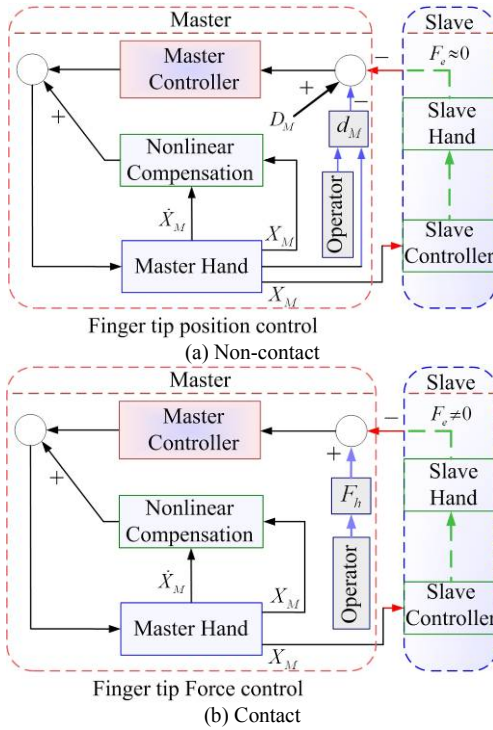 Master
Slave
Master
Controller
−
F_e≈0
+
D_M
−
d_M
Slave
Hand
+
Nonlinear
Compensation
Operator
Ẋ_M
X_M
Slave
Controller
Master Hand
X_M
Finger tip position control
(a) Non-contact
Master
Slave
Master
Controller
−
F_e≠0
+
+
F_h
Slave
Hand
Nonlinear
Compensation
Operator
Ẋ_M
X_M
Slave
Controller
Master Hand
X_M
Finger tip Force control
(b) Contact